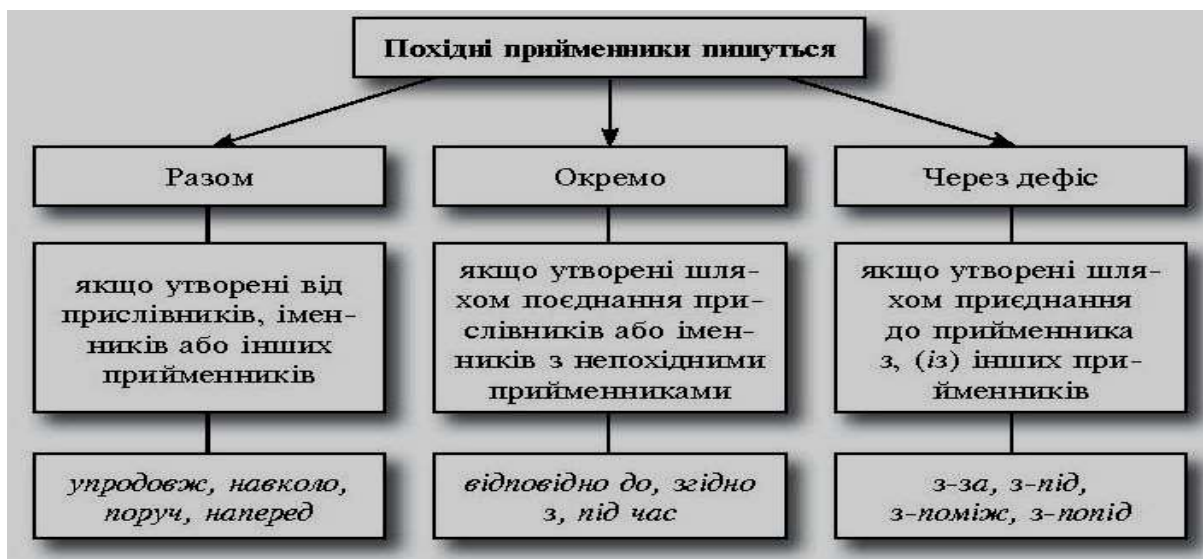 Похідні прийменники пишуться
Разом
Окремо
Через дефіс
якщо утворені від
прислівників, імен-
ників або інших
прийменників
якщо утворені шля-
хом поєднання при-
слівників або імен-
ників з непохідними
прийменниками
якщо утворені шля-
хом приєднання
до прийменника
з, (із) інших при-
йменників
упродовж, навколо,
поруч, наперед
відповідно до, згідно
з, під час
з-за, з-під,
з-поміж, з-попід